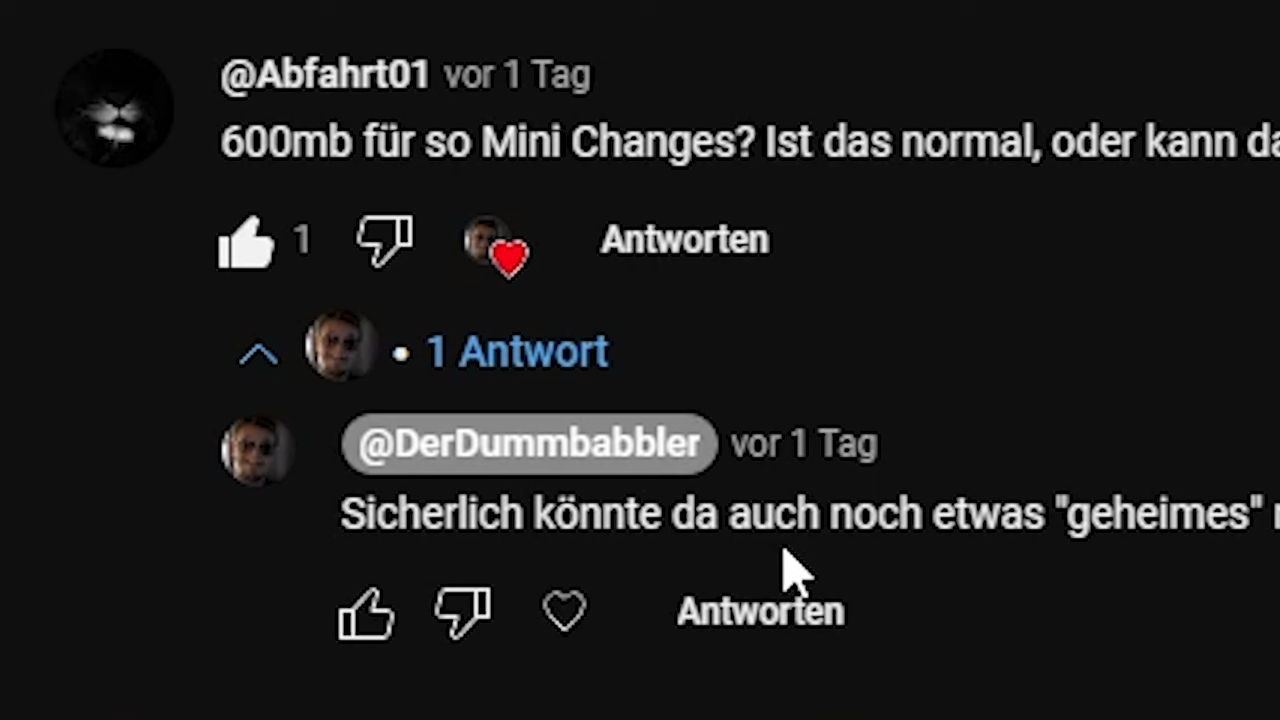 @Abfahrt01 vor 1 Tag
600mb für so Mini Changes? Ist das normal, oder kann
1
Antworten
1 Antwort
@DerDummbabbler vor 1 Tag
Sicherlich könnte da auch noch etwas "geheimes"
Antworten